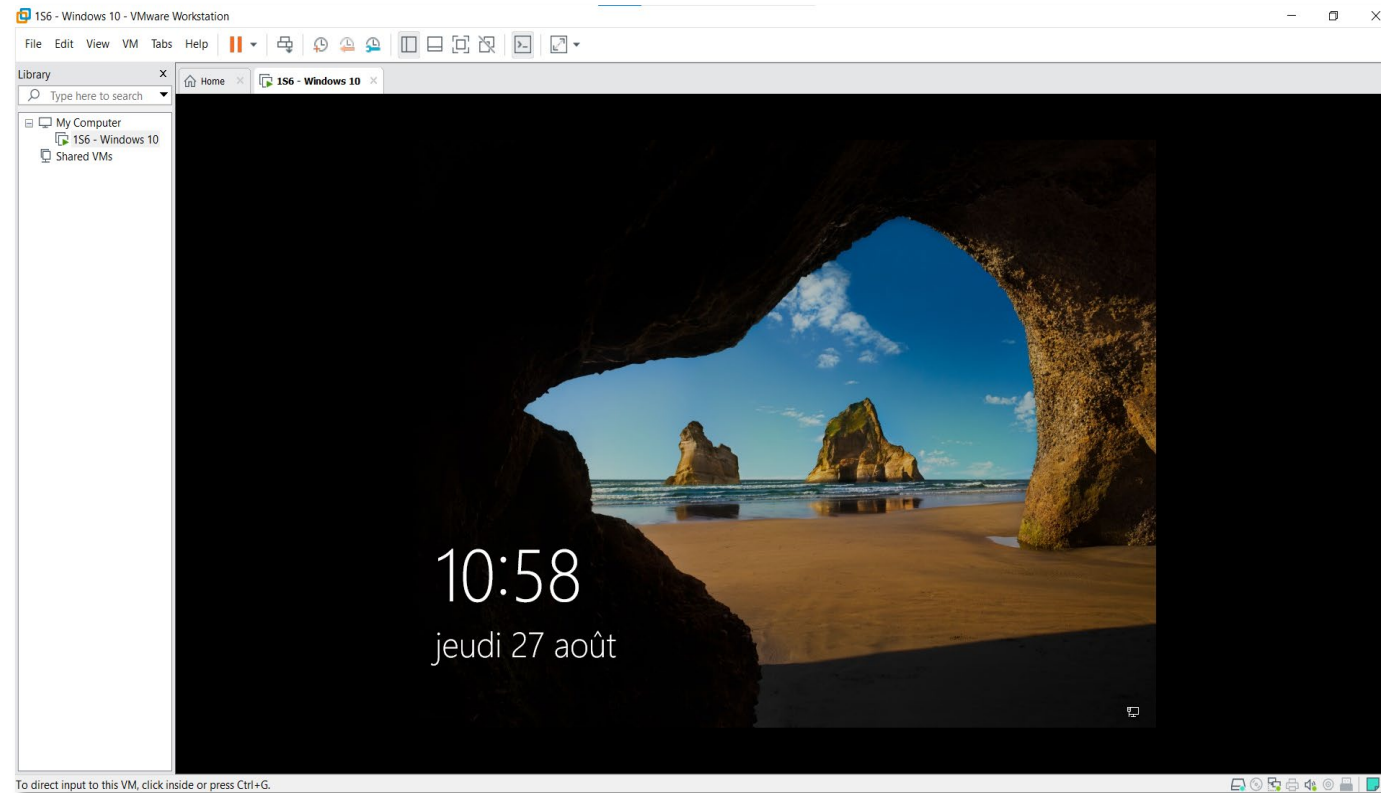 1S6 - Windows 10 - VMware Workstation
File Edit View VM Tabs Help
Library x
Home × 1S6 - Windows 10 ×
Type here to search
My Computer
1S6 - Windows 10
Shared VMs
10:58
jeudi 27 août
To direct input to this VM, click inside or press Ctrl+G.